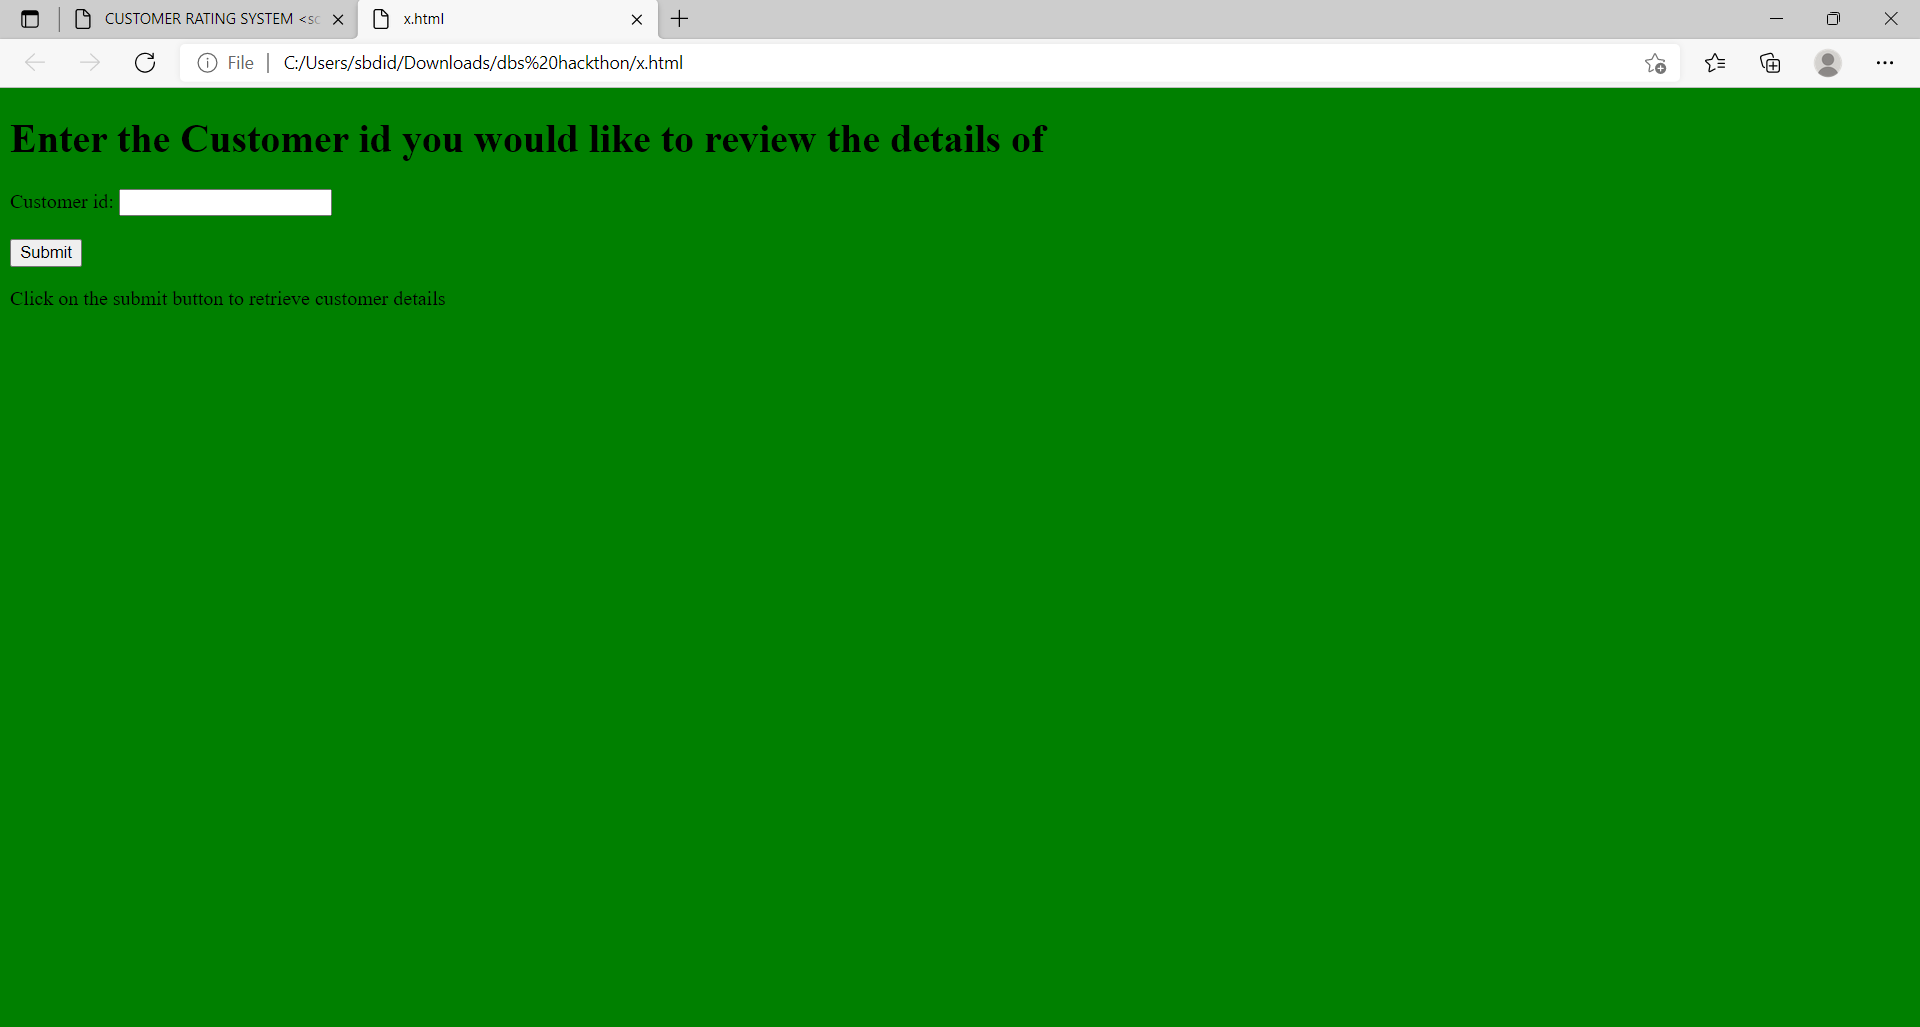 CUSTOMER RATING SYSTEM <sc
x.html
File
C:/Users/sbdid/Downloads/dbs%20hackthon/x.html
Enter the Customer id you would like to review the details of
Customer id:
Submit
Click on the submit button to retrieve customer details